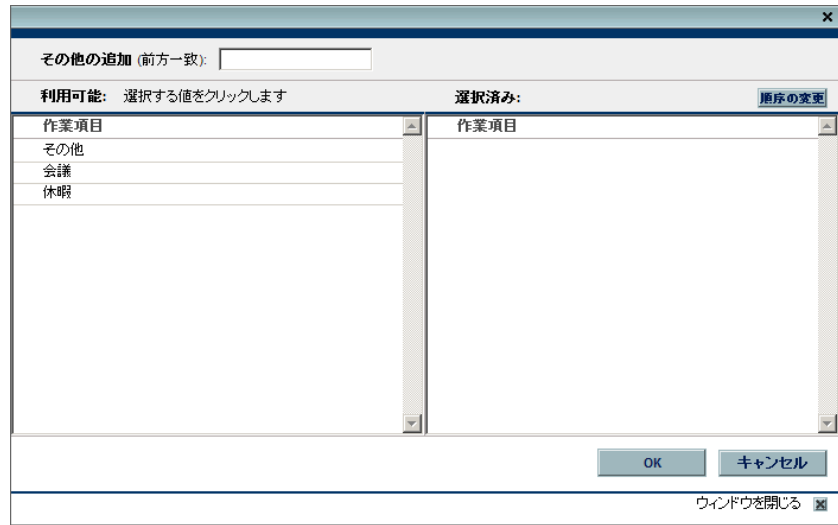 その他の追加 (前方一致):
利用可能: 選択する値をクリックします
選択済み:
順序の変更
作業項目
その他
会議
休暇
作業項目
OK
キャンセル
ウィンドウを閉じる